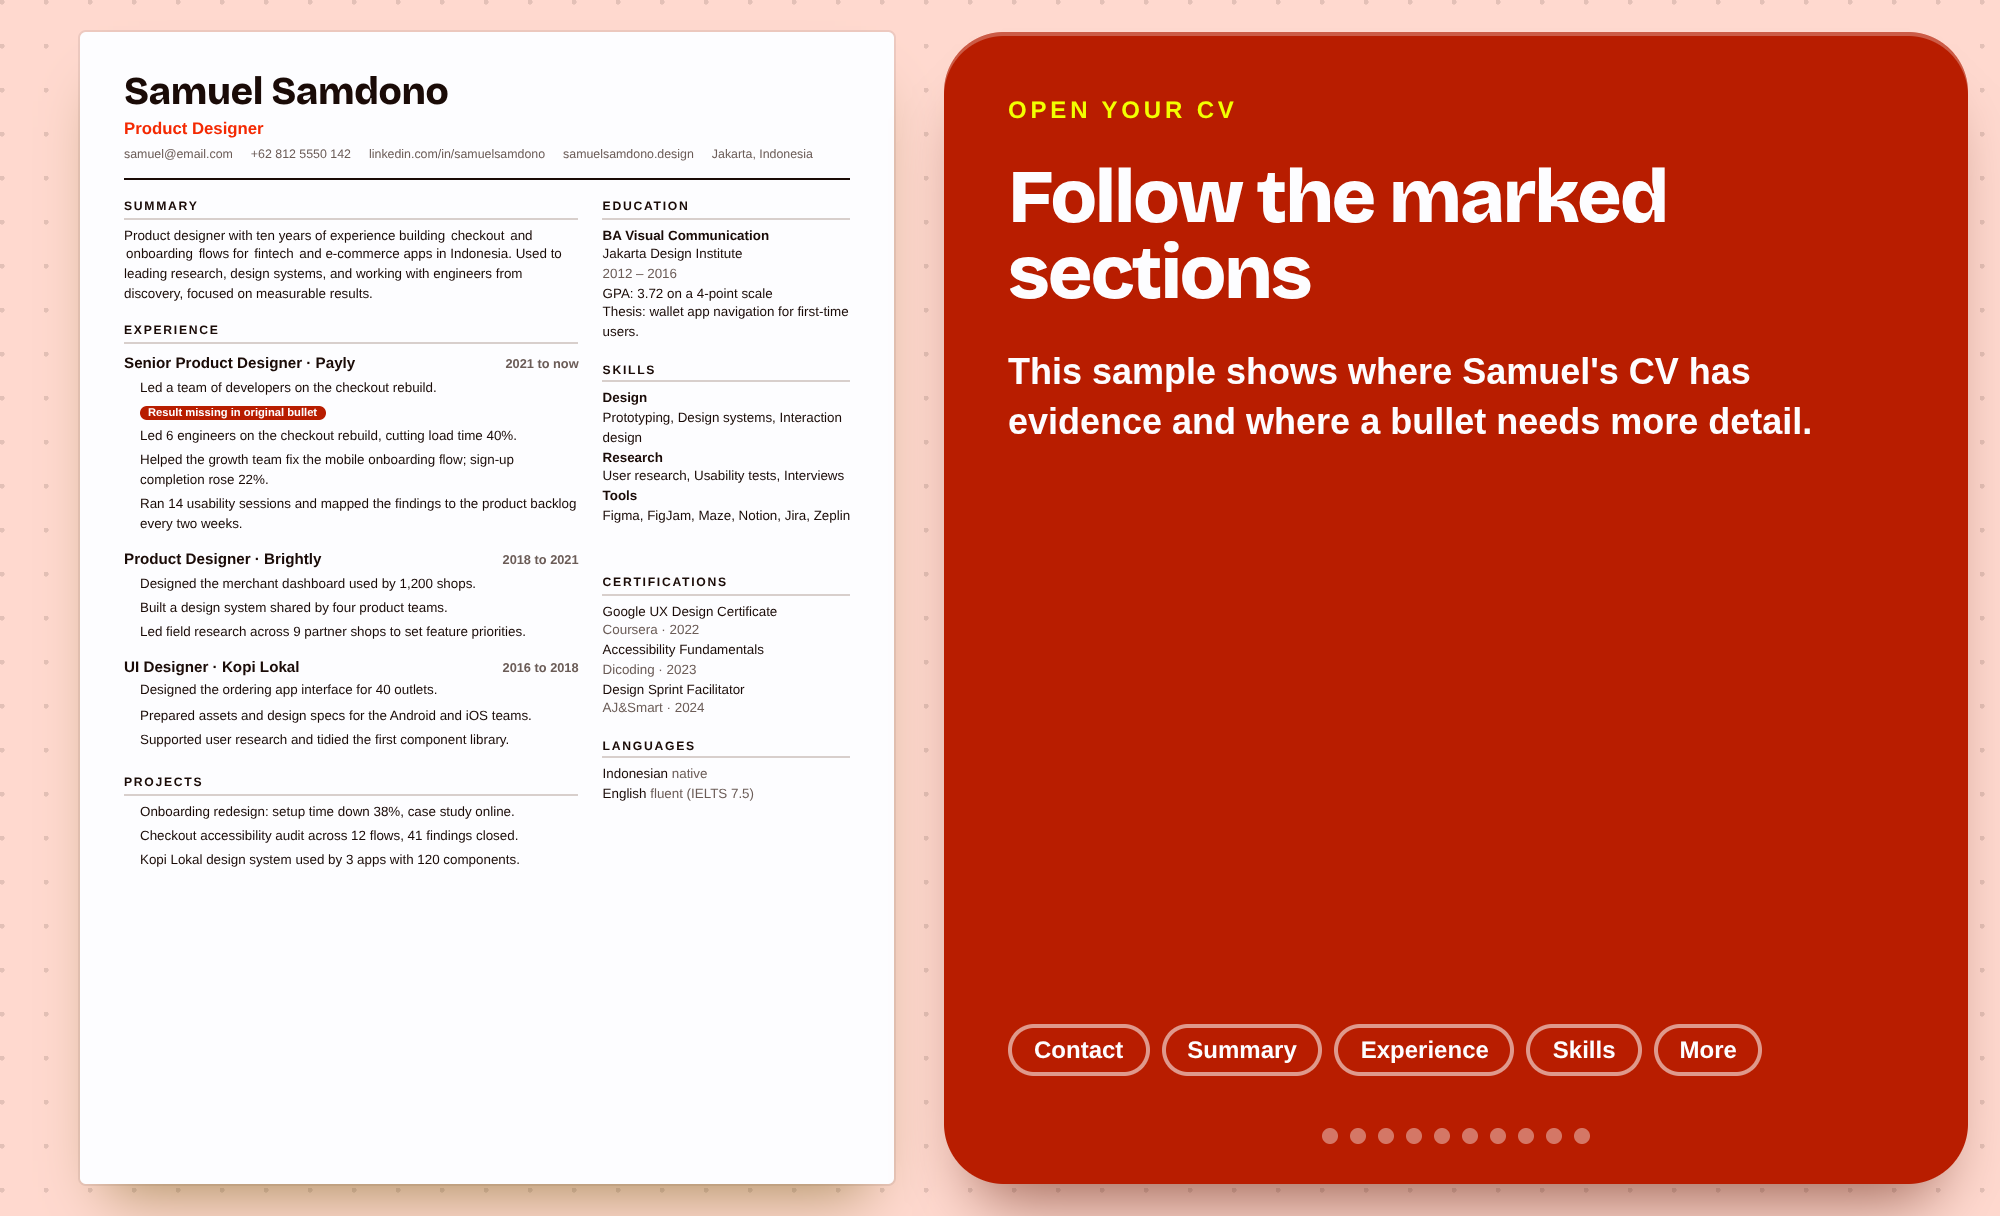 Samuel Samdono
Product Designer
samuel@email.com +62 812 5550 142 linkedin.com/in/samuelsamdono samuelsamdono.design Jakarta, Indonesia
SUMMARY
Product designer with ten years of experience building checkout and
onboarding flows for fintech and e-commerce apps in Indonesia. Used to
leading research, design systems, and working with engineers from
discovery, focused on measurable results.
EXPERIENCE
Senior Product Designer · Payly 2021 to now
Led a team of developers on the checkout rebuild.
Result missing in original bullet
Led 6 engineers on the checkout rebuild, cutting load time 40%.
Helped the growth team fix the mobile onboarding flow; sign-up
completion rose 22%.
Ran 14 usability sessions and mapped the findings to the product backlog
every two weeks.
Product Designer · Brightly 2018 to 2021
Designed the merchant dashboard used by 1,200 shops.
Built a design system shared by four product teams.
Led field research across 9 partner shops to set feature priorities.
UI Designer · Kopi Lokal 2016 to 2018
Designed the ordering app interface for 40 outlets.
Prepared assets and design specs for the Android and iOS teams.
Supported user research and tidied the first component library.
PROJECTS
Onboarding redesign: setup time down 38%, case study online.
Checkout accessibility audit across 12 flows, 41 findings closed.
Kopi Lokal design system used by 3 apps with 120 components.
EDUCATION
BA Visual Communication
Jakarta Design Institute
2012 – 2016
GPA: 3.72 on a 4-point scale
Thesis: wallet app navigation for first-time
users.
SKILLS
Design
Prototyping, Design systems, Interaction
design
Research
User research, Usability tests, Interviews
Tools
Figma, FigJam, Maze, Notion, Jira, Zeplin
CERTIFICATIONS
Google UX Design Certificate
Coursera · 2022
Accessibility Fundamentals
Dicoding · 2023
Design Sprint Facilitator
AJ&Smart · 2024
LANGUAGES
Indonesian native
English fluent (IELTS 7.5)
OPEN YOUR CV
Follow the marked
sections
This sample shows where Samuel's CV has
evidence and where a bullet needs more detail.
Contact Summary Experience Skills More